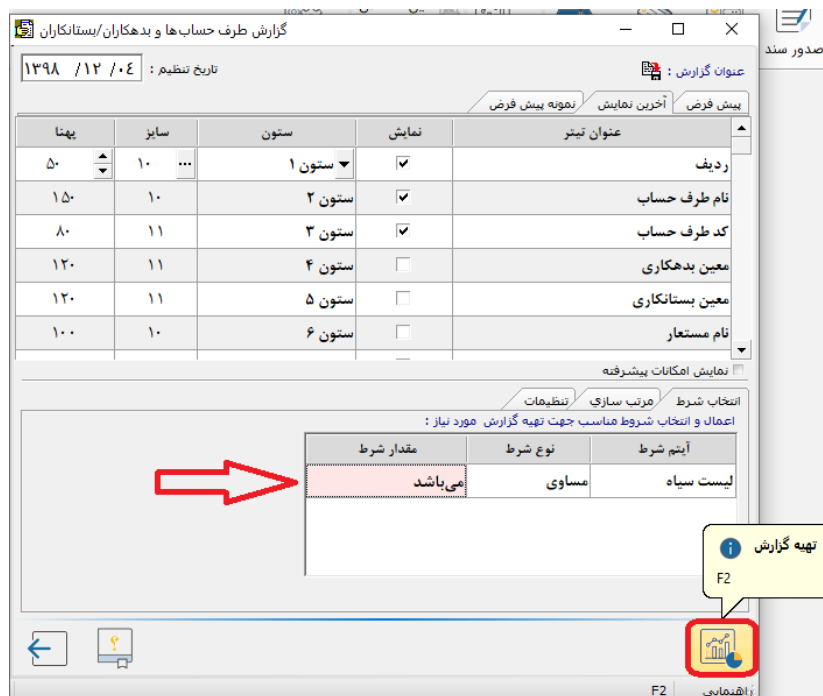 گزارش طرف حساب‌ها و بدهکاران/بستانکاران
صدور سند
عنوان گزارش :
تاریخ تنظیم : ۱۳۹۸ /۱۲ /۰۴
پیش فرض آخرین نمایش نمونه پیش فرض
عنوان تیتر نمایش ستون سایز پهنا
ردیف ستون ۱ ۱۰ ... ۵۰
نام طرف حساب ستون ۲ ۱۰ ۱۵۰
کد طرف حساب ستون ۳ ۱۱ ۸۰
معین بدهکاری ستون ۴ ۱۱ ۱۲۰
معین بستانکاری ستون ۵ ۱۱ ۱۲۰
نام مستعار ستون ۶ ۱۰ ۱۰۰
نمایش امکانات پیشرفته
انتخاب شرط مرتب سازي تنظیمات
اعمال و انتخاب شروط مناسب جهت تهیه گزارش مورد نیاز :
آیتم شرط نوع شرط مقدار شرط
لیست سیاه مساوی می‌باشد
تهیه گزارش
F2
راهنمایی F2